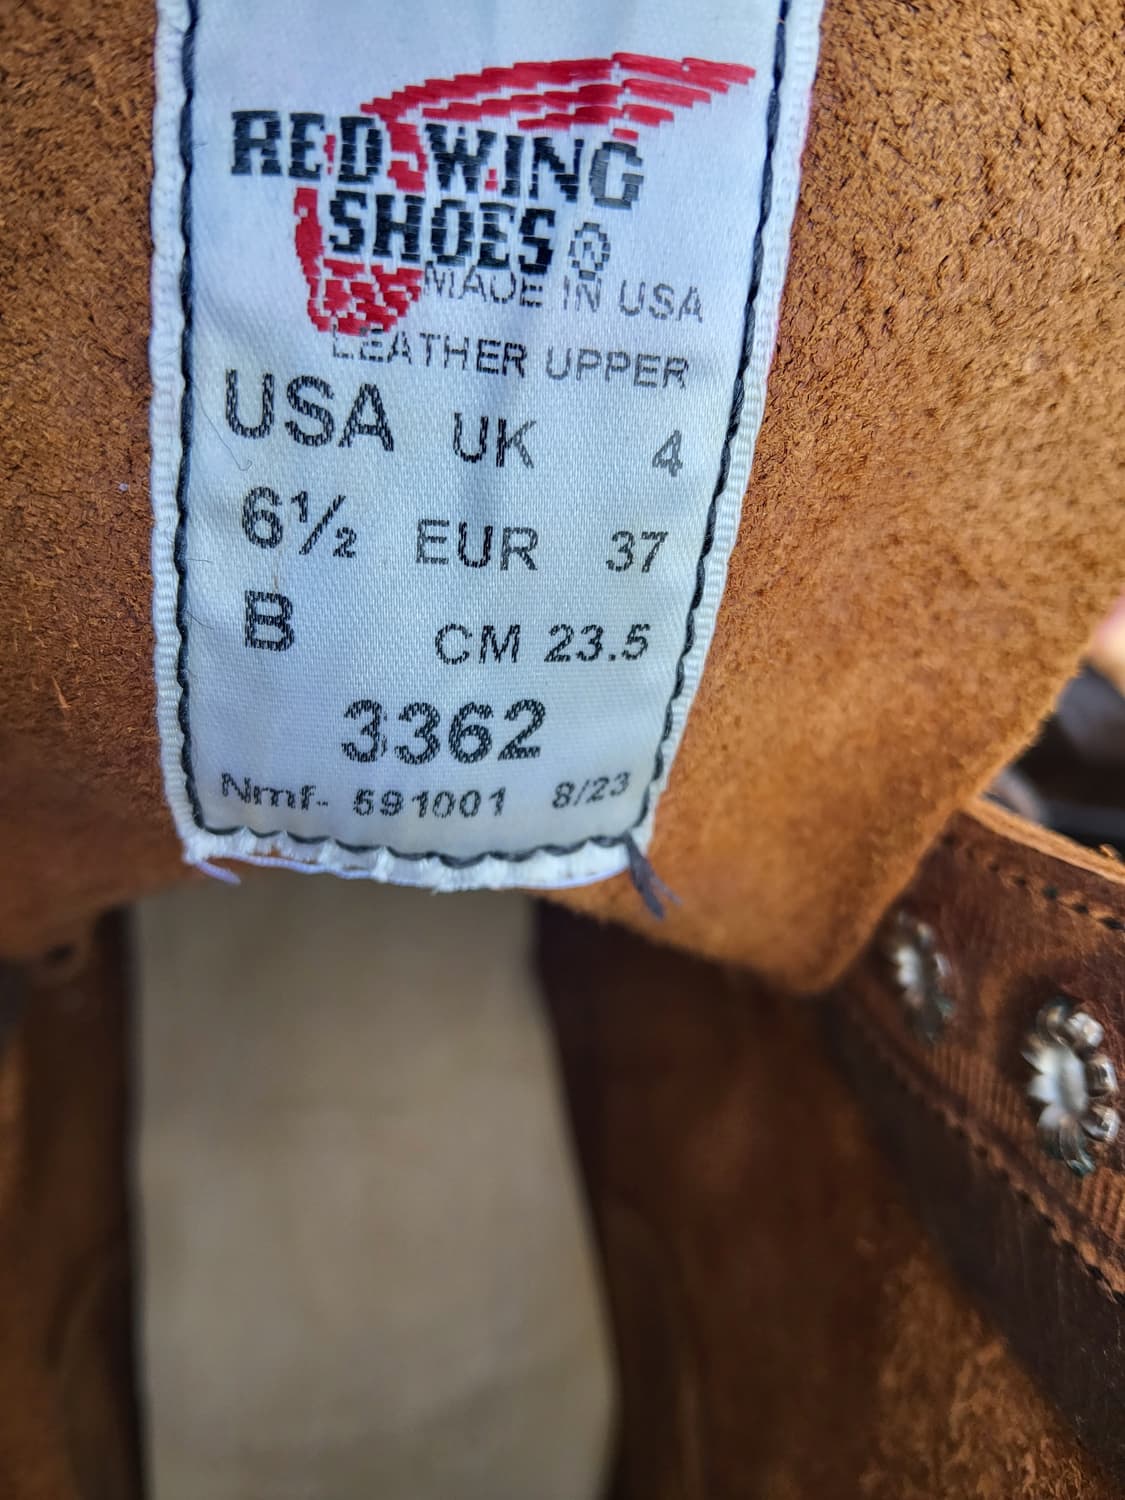 RED WING
SHOES®
MADE IN USA
LEATHER UPPER
USA UK 4
6½ EUR 37
B CM 23.5
3362
Nmf- 691001 8/23